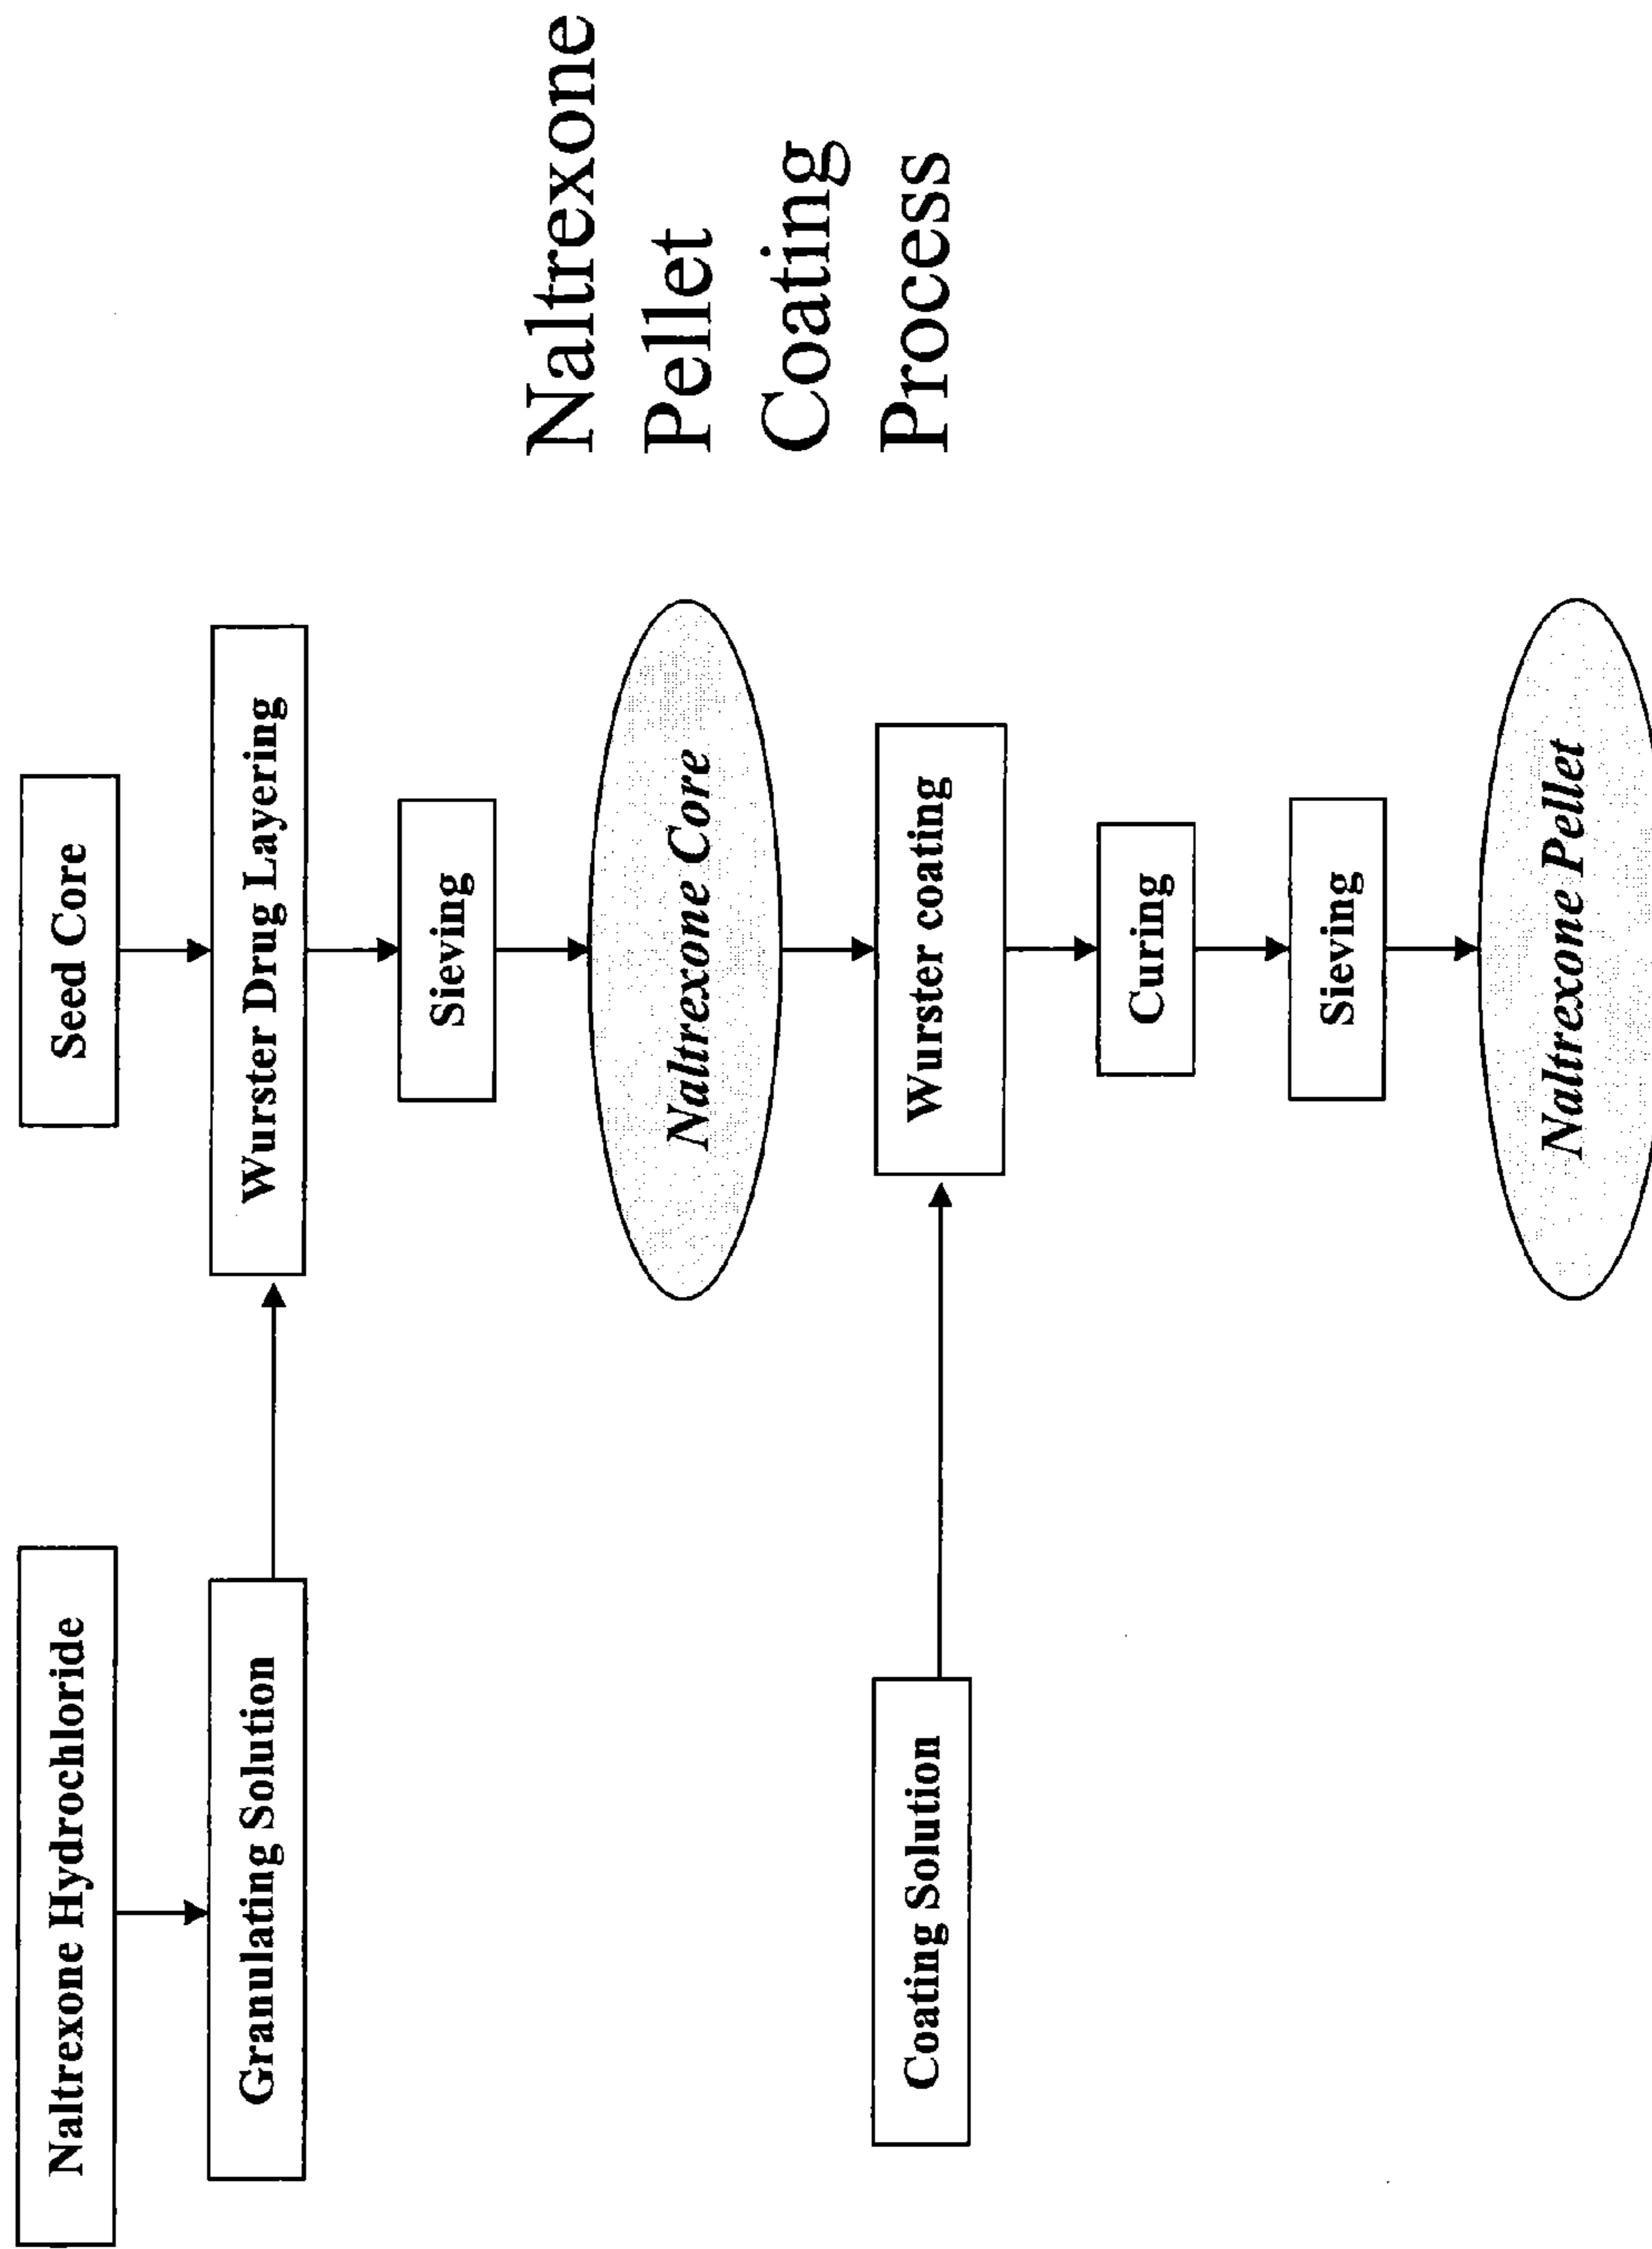 Naltrexone Hydrochloride
Seed Core
Granulating Solution
Wurster Drug Layering
Sieving
Naltrexone Core
Naltrexone
Pellet
Coating
Process
Coating Solution
Wurster coating
Curing
Sieving
Naltrexone Pellet